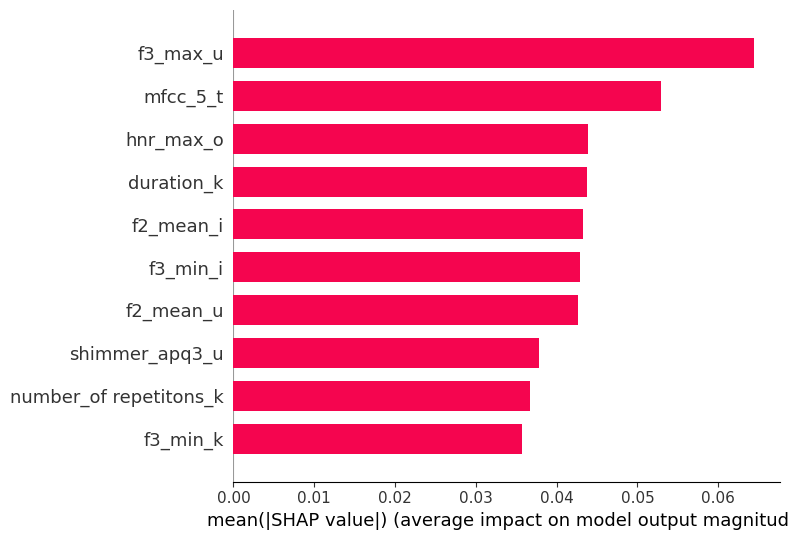 f3_max_u
mfcc_5_t
hnr_max_o
duration_k
f2_mean_i
f3_min_i
f2_mean_u
shimmer_apq3_u
number_of repetitons_k
f3_min_k
0.00 0.01 0.02 0.03 0.04 0.05 0.06
mean(|SHAP value|) (average impact on model output magnitud